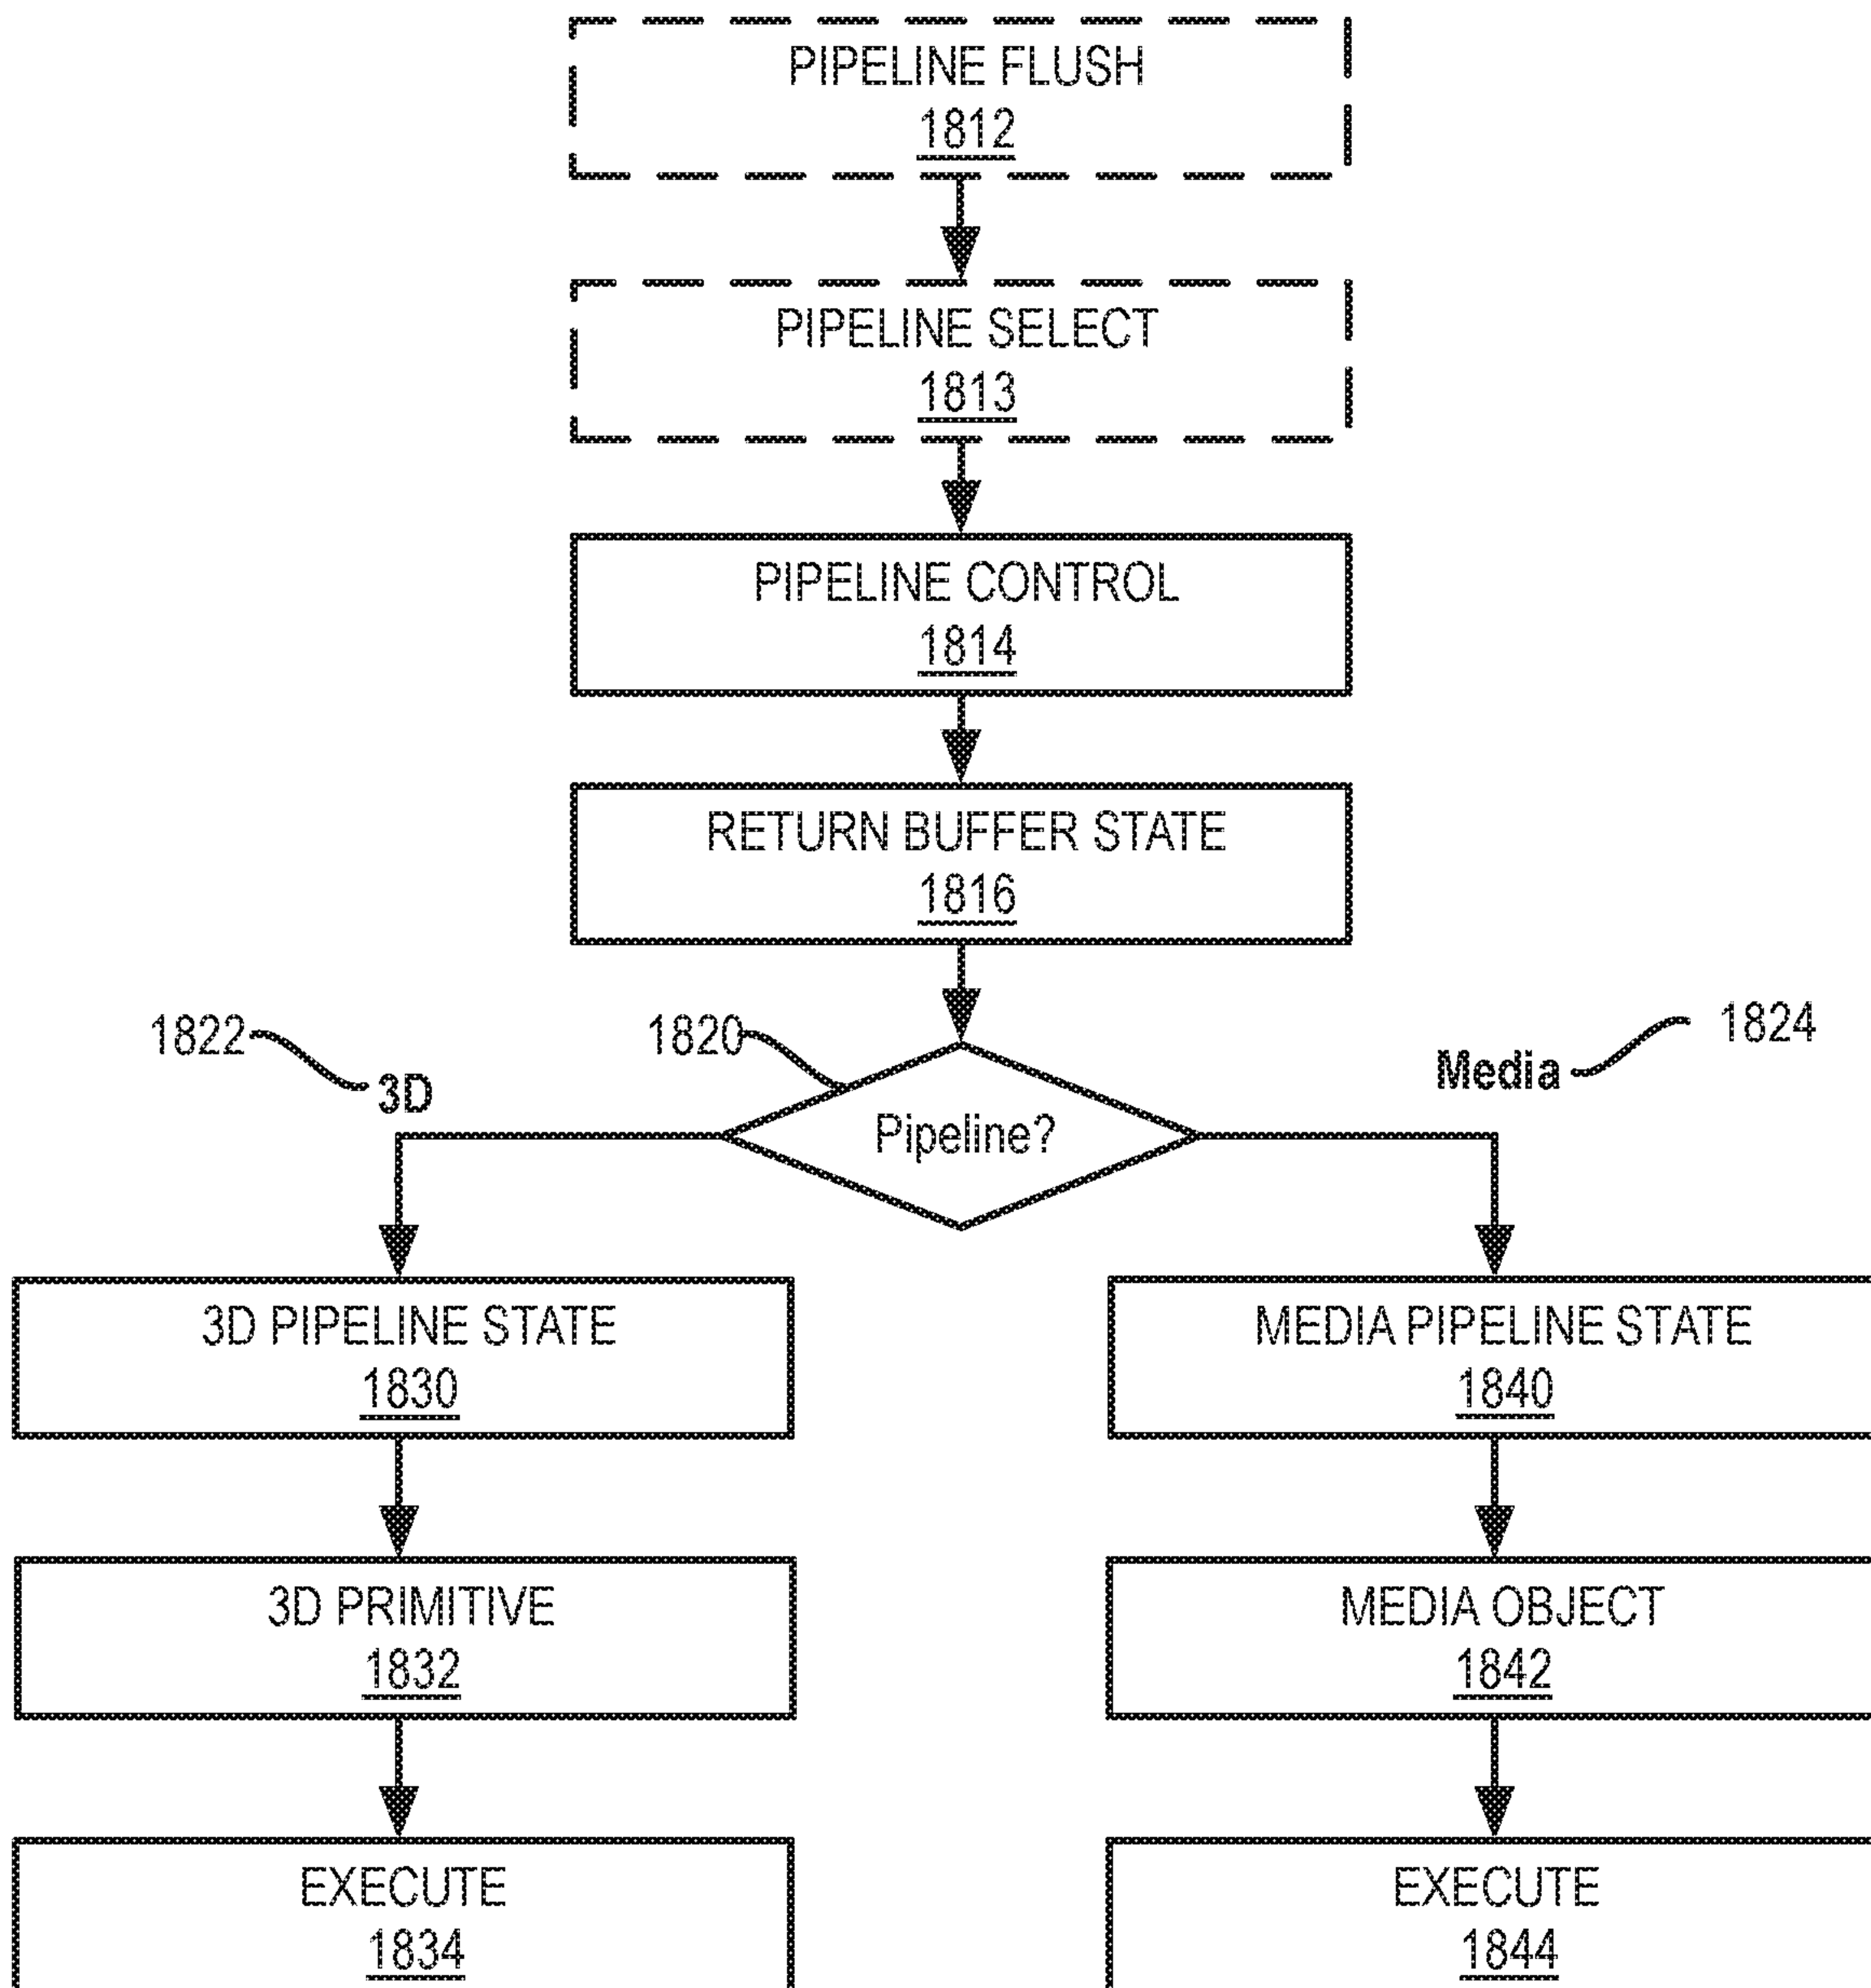 PIPELINE FLUSH
1812
PIPELINE SELECT
1813
PIPELINE CONTROL
1814
RETURN BUFFER STATE
1816
1822
3D
1820
Pipeline?
Media
1824
3D PIPELINE STATE
1830
MEDIA PIPELINE STATE
1840
3D PRIMITIVE
1832
MEDIA OBJECT
1842
EXECUTE
1834
EXECUTE
1844